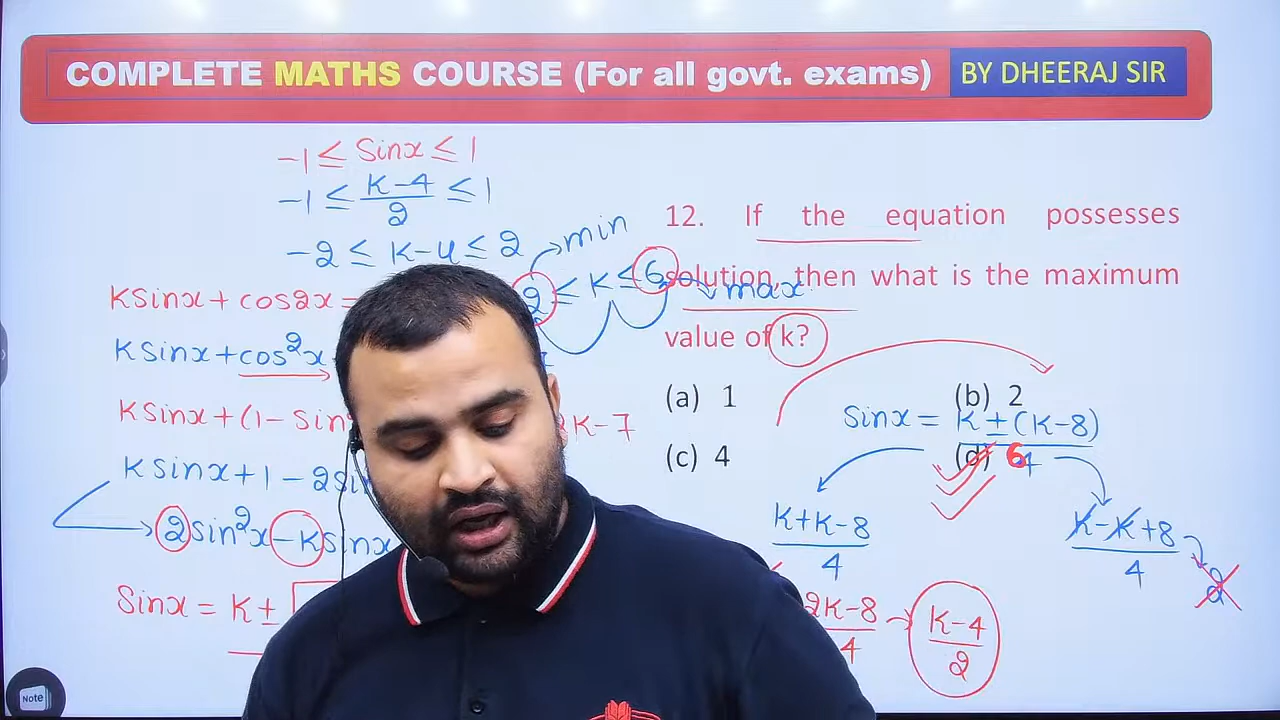 COMPLETE MATHS COURSE (For all govt. exams) BY DHEERAJ SIR
-1 ≤ Sinx ≤ 1
-1 ≤ K-4/2 ≤ 1
-2 ≤ K-4 ≤ 2
min
2 ≤ K ≤ 6
max
Ksinx + cos2x =
Ksinx + cos²x
Ksinx + (1 - Sin
2K-7
Ksinx + 1 - 2Sin
2sin²x - Ksinx
Sinx = K ±
12. If the equation possesses
solution, then what is the maximum
value of k?
(a) 1
(b) 2
(c) 4
(d) 6
Sinx = K ± (K-8)/4
K+K-8/4
K-K+8/4
2
2K-8/4
K-4/2
Note